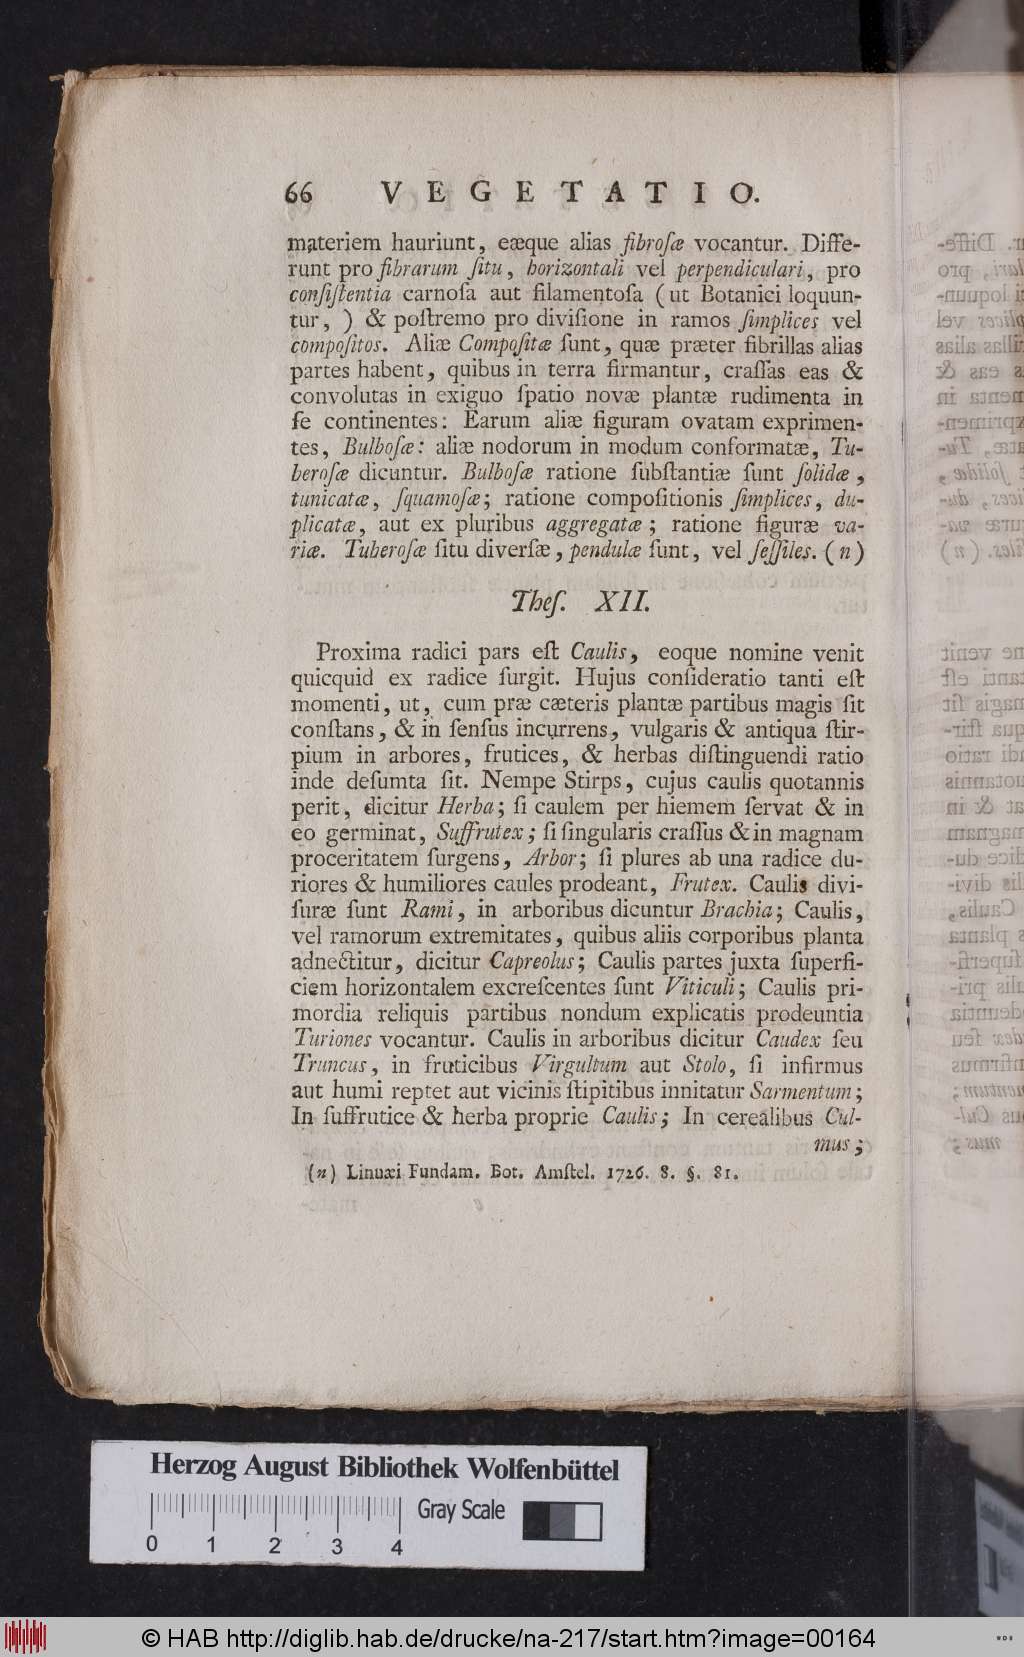 66 VEGETATIO.
materiem hauriunt, eæque alias fibroſæ vocantur. Diffe-
runt pro fibrarum ſitu, horizontali vel perpendiculari, pro
conſiſtentia carnoſa aut filamentoſa (ut Botanici loquun-
tur, ) & poſtremo pro diviſione in ramos ſimplices vel
compoſitos. Aliæ Compoſitæ ſunt, quæ præter fibrillas alias
partes habent, quibus in terra firmantur, craſſas eas &
convolutas in exiguo ſpatio novæ plantæ rudimenta in
ſe continentes: Earum aliæ figuram ovatam exprimen-
tes, Bulboſæ: aliæ nodorum in modum conformatæ, Tu-
beroſæ dicuntur. Bulboſæ ratione ſubſtantiæ ſunt ſolidæ,
tunicatæ, ſquamoſæ; ratione compoſitionis ſimplices, du-
plicatæ, aut ex pluribus aggregatæ; ratione figuræ va-
riæ. Tuberoſæ ſitu diverſæ, pendulæ ſunt, vel ſeſſiles. (n)
Theſ. XII.
Proxima radici pars eſt Caulis, eoque nomine venit
quicquid ex radice ſurgit. Hujus conſideratio tanti eſt
momenti, ut, cum præ cæteris plantæ partibus magis ſit
conſtans, & in ſenſus incurrens, vulgaris & antiqua ſtir-
pium in arbores, frutices, & herbas diſtinguendi ratio
inde deſumta ſit. Nempe Stirps, cujus caulis quotannis
perit, dicitur Herba; ſi caulem per hiemem ſervat & in
eo germinat, Suffrutex; ſi ſingularis craſſus & in magnam
proceritatem ſurgens, Arbor; ſi plures ab una radice du-
riores & humiliores caules prodeant, Frutex. Caulis divi-
ſuræ ſunt Rami, in arboribus dicuntur Brachia; Caulis,
vel ramorum extremitates, quibus aliis corporibus planta
adnectitur, dicitur Capreolus; Caulis partes juxta ſuperfi-
ciem horizontalem excreſcentes ſunt Viticuli; Caulis pri-
mordia reliquis partibus nondum explicatis prodeuntia
Turiones vocantur. Caulis in arboribus dicitur Caudex ſeu
Truncus, in fruticibus Virgultum aut Stolo, ſi infirmus
aut humi reptet aut vicinis ſtipitibus innitatur Sarmentum;
In ſuffrutice & herba proprie Caulis; In cerealibus Cul-
mus;
(n) Linnæi Fundam. Bot. Amſtel. 1726. 8. §. 81.
Herzog August Bibliothek Wolfenbüttel
Gray Scale
0 1 2 3 4
© HAB http://diglib.hab.de/drucke/na-217/start.htm?image=00164